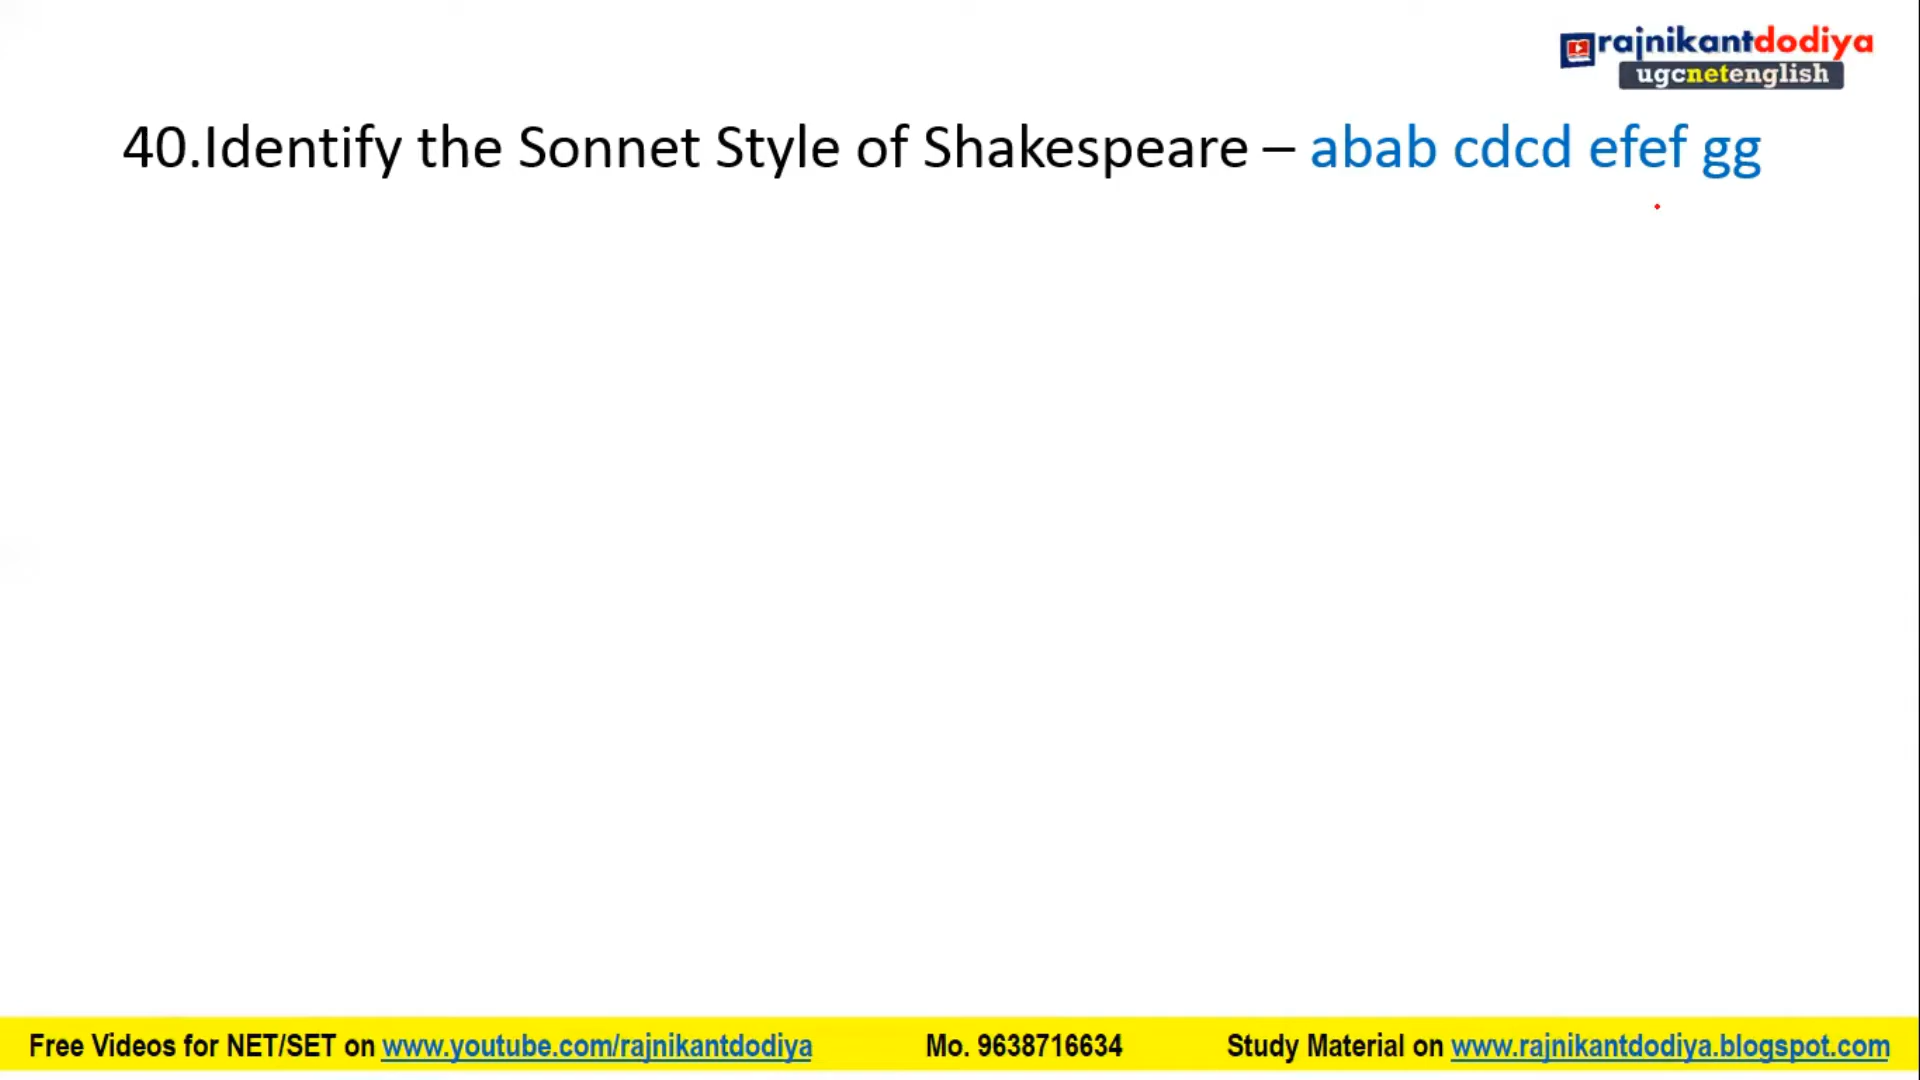 rajnikantdodiya
ugcnetenglish
40.Identify the Sonnet Style of Shakespeare – abab cdcd efef gg
Free Videos for NET/SET on www.youtube.com/rajnikantdodiya Mo. 9638716634 Study Material on www.rajnikantdodiya.blogspot.com